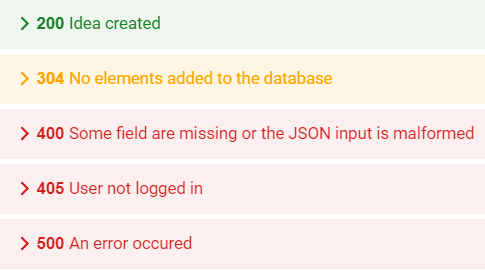 200 Idea created
304 No elements added to the database
400 Some field are missing or the JSON input is malformed
405 User not logged in
500 An error occured